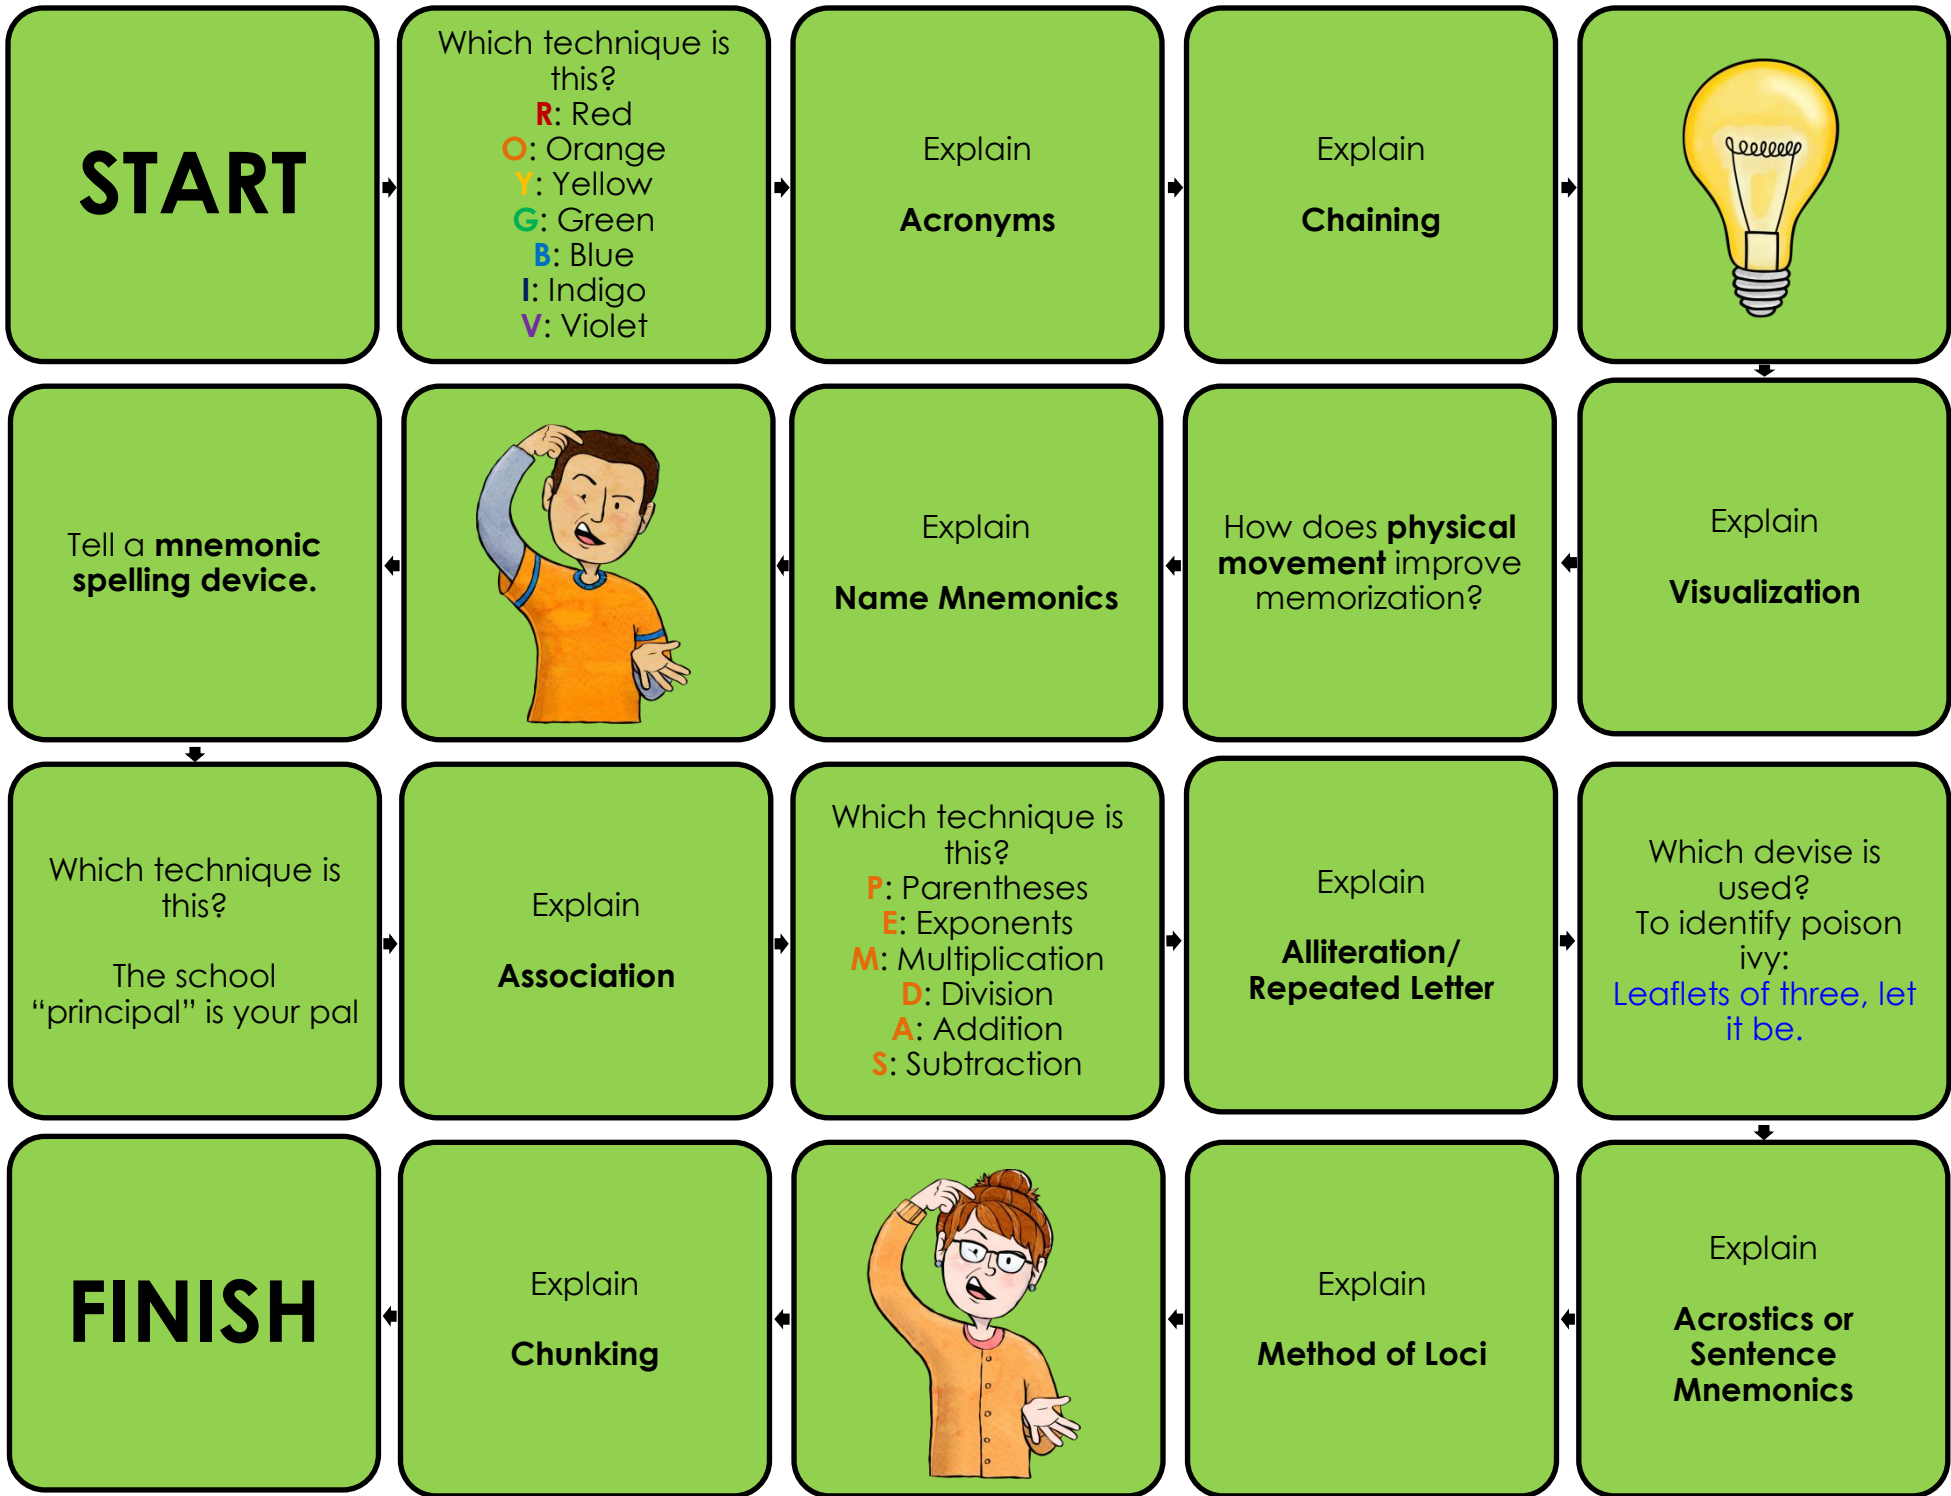 START
Which technique is
this?
R: Red
O: Orange
Y: Yellow
G: Green
B: Blue
I: Indigo
V: Violet
Explain
Acronyms
Explain
Chaining
Explain
Visualization
How does physical
movement improve
memorization?
Explain
Name Mnemonics
Tell a mnemonic
spelling device.
Which technique is
this?
The school
“principal” is your pal
Explain
Association
Which technique is
this?
P: Parentheses
E: Exponents
M: Multiplication
D: Division
A: Addition
S: Subtraction
Explain
Alliteration/
Repeated Letter
Which devise is
used?
To identify poison
ivy:
Leaflets of three, let
it be.
Explain
Acrostics or
Sentence
Mnemonics
Explain
Method of Loci
Explain
Chunking
FINISH